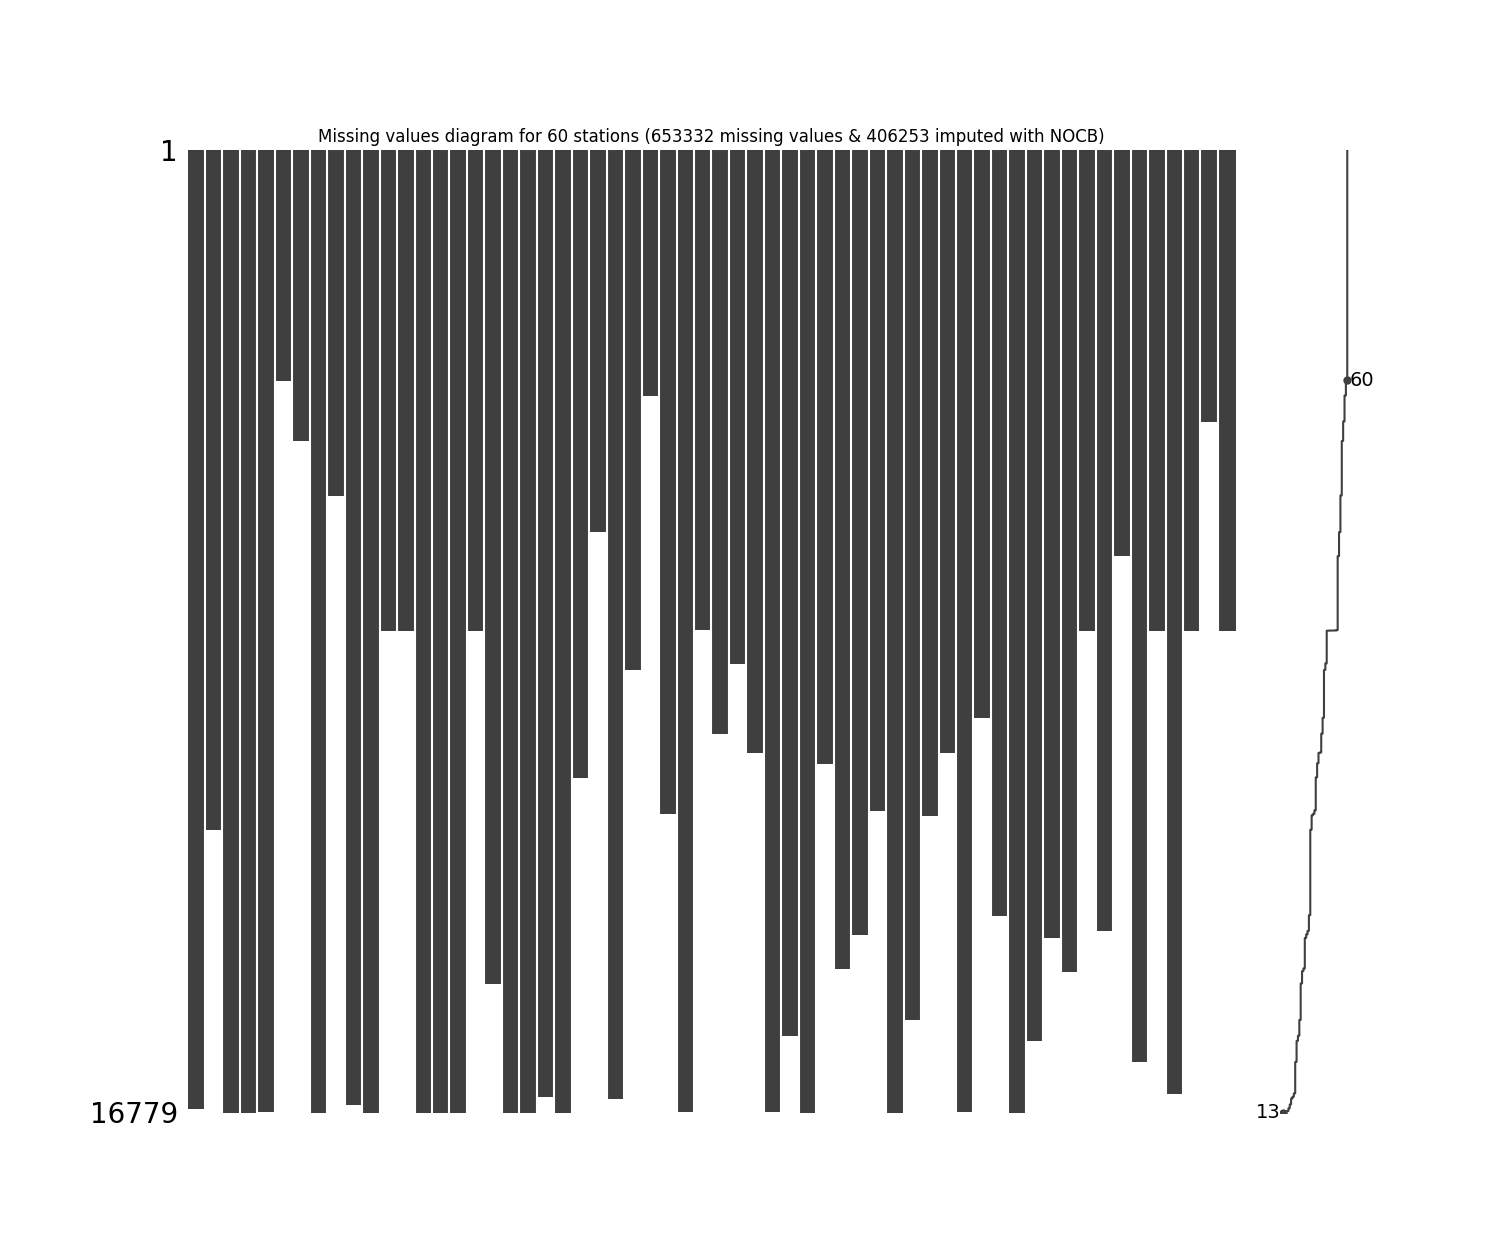 Missing values diagram for 60 stations (653332 missing values & 406253 imputed with NOCB)
1
60
16779
13